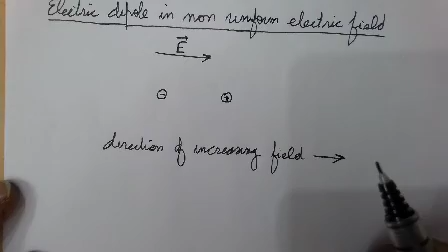 Electric dipole in non uniform electric field
E
⊖ ⊕
direction of increasing field →